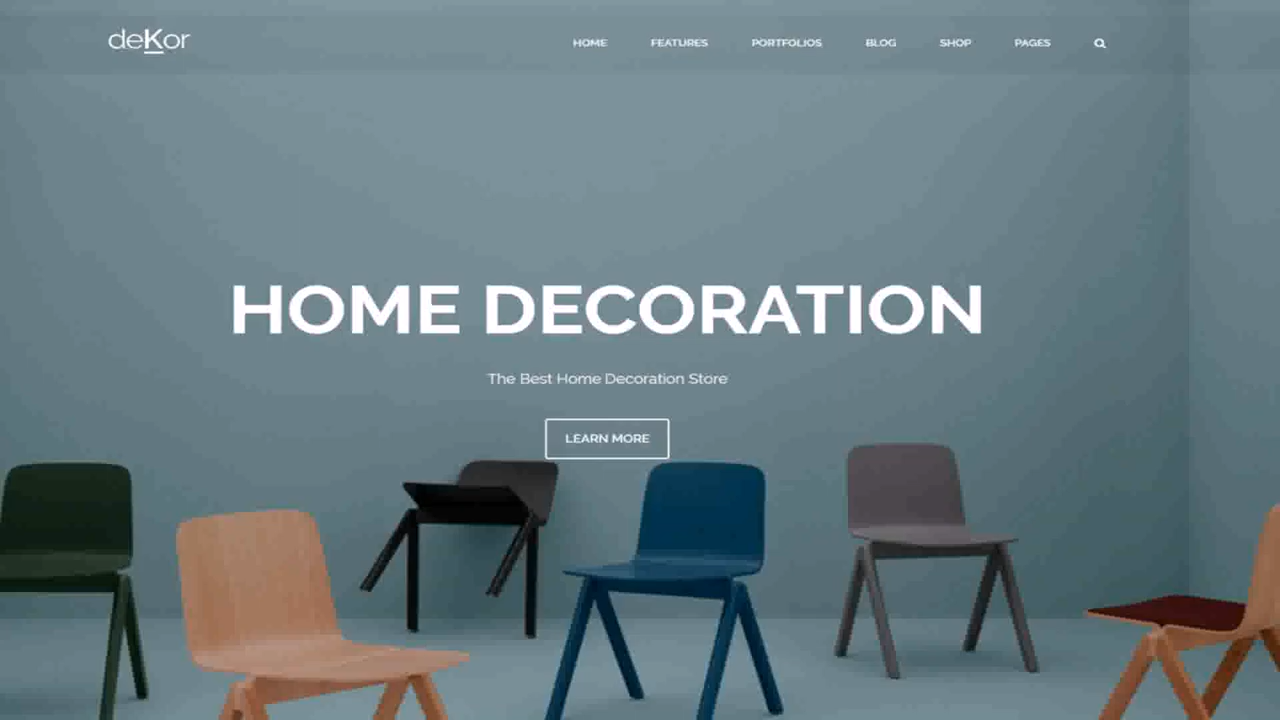 deKor
HOME FEATURES PORTFOLIOS BLOG SHOP PAGES
HOME DECORATION
The Best Home Decoration Store
LEARN MORE